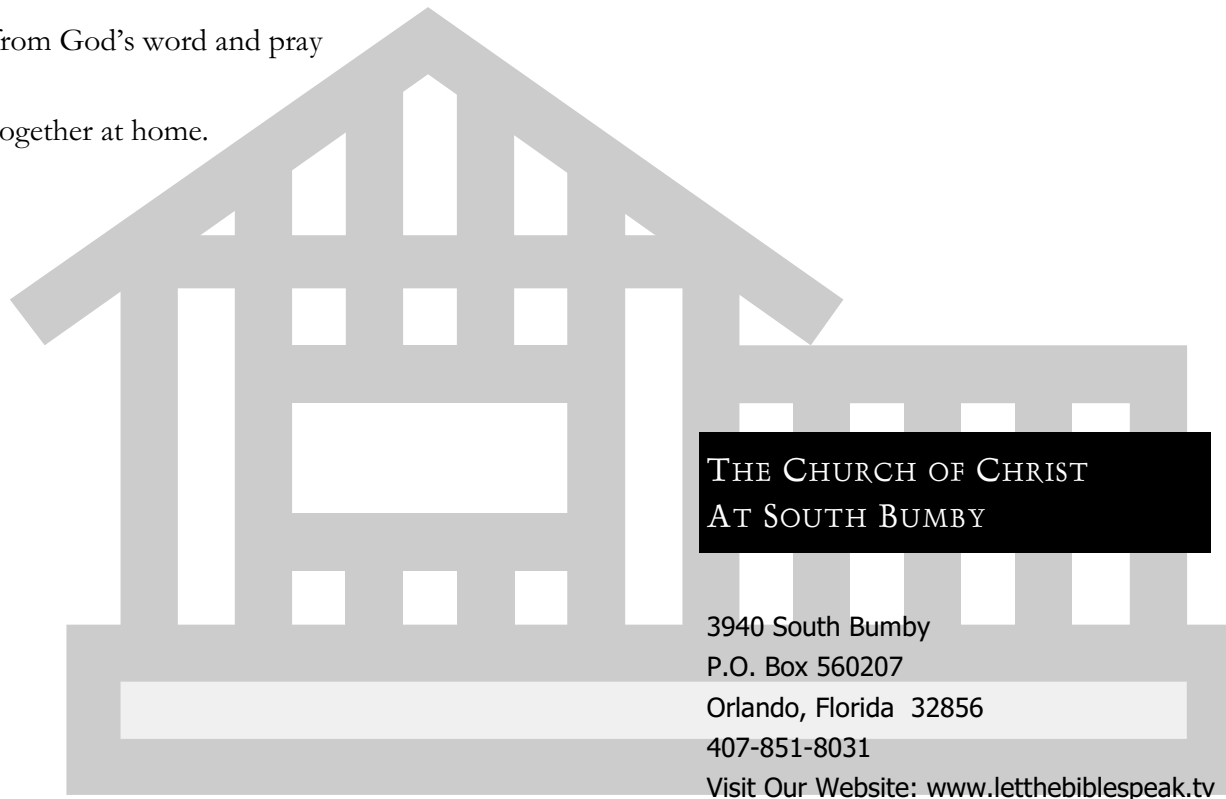 from God’s word and pray
together at home.
THE CHURCH OF CHRIST
AT SOUTH BUMBY
3940 South Bumby
P.O. Box 560207
Orlando, Florida 32856
407-851-8031
Visit Our Website: www.letthebiblespeak.tv